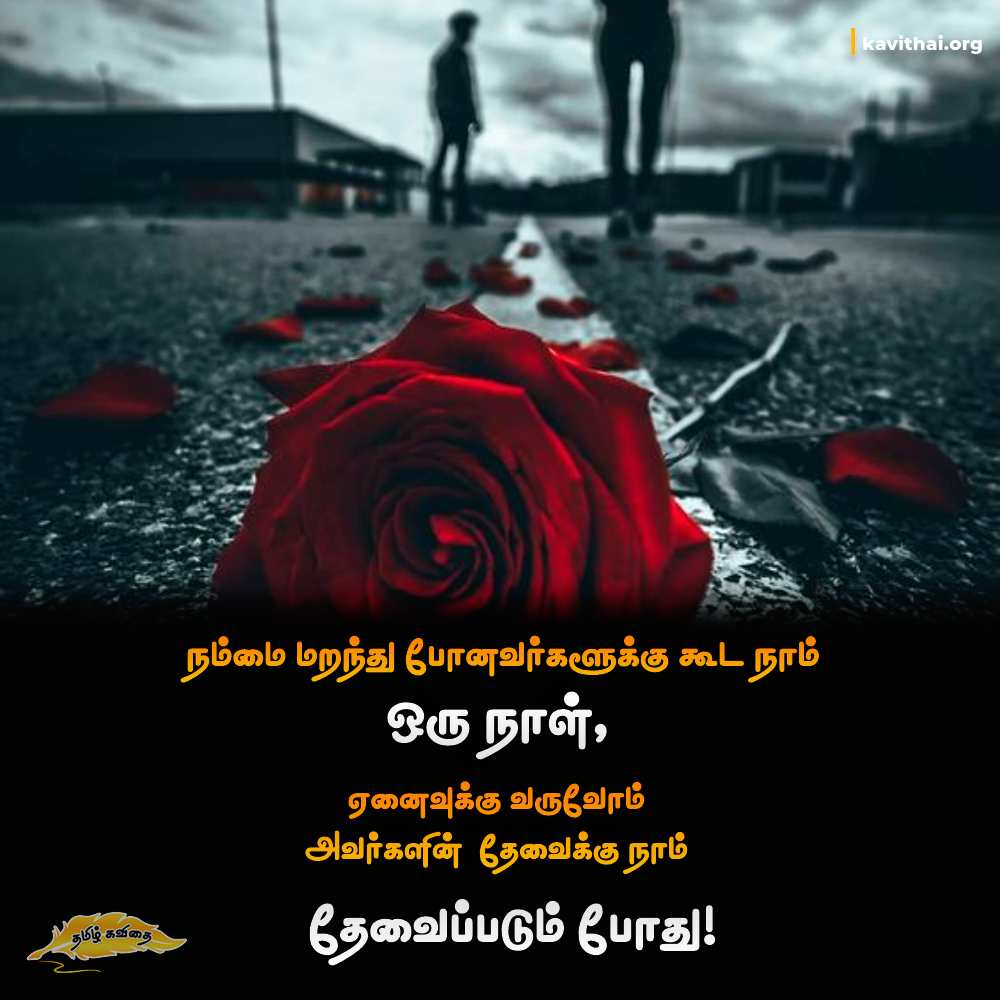 kavithai.org
நம்மை மறந்து போனவர்களுக்கு கூட நாம்
ஒரு நாள்,
ஏனைவுக்கு வருவோம்
அவர்களின் தேவைக்கு நாம்
தேவைப்படும் போது!
தமிழ் கவிதை